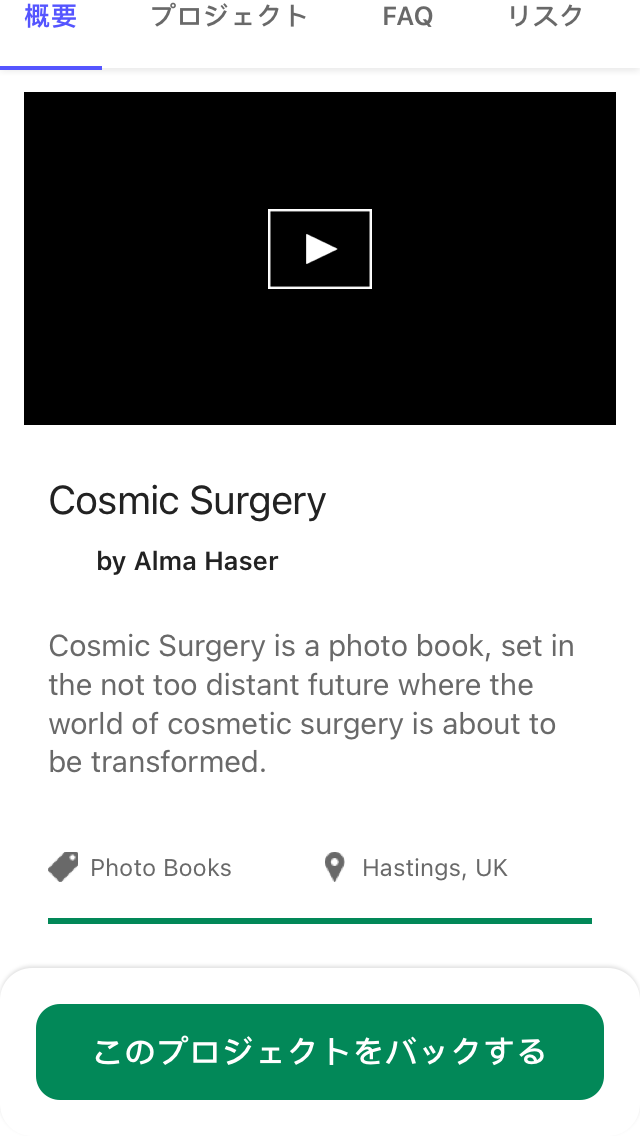 概要 プロジェクト FAQ リスク
Cosmic Surgery
by Alma Haser
Cosmic Surgery is a photo book, set in
the not too distant future where the
world of cosmetic surgery is about to
be transformed.
Photo Books Hastings, UK
このプロジェクトをバックする